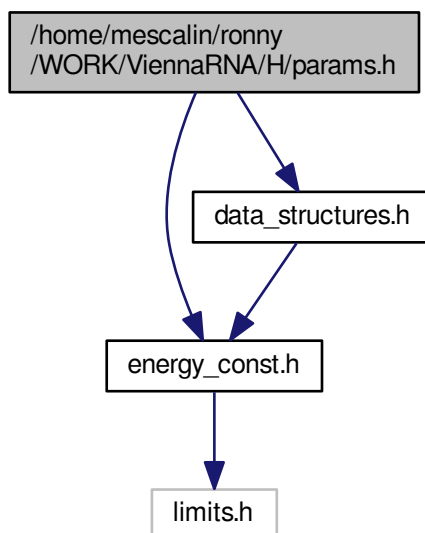 /home/mescalin/ronny
/WORK/ViennaRNA/H/params.h
data_structures.h
energy_const.h
limits.h